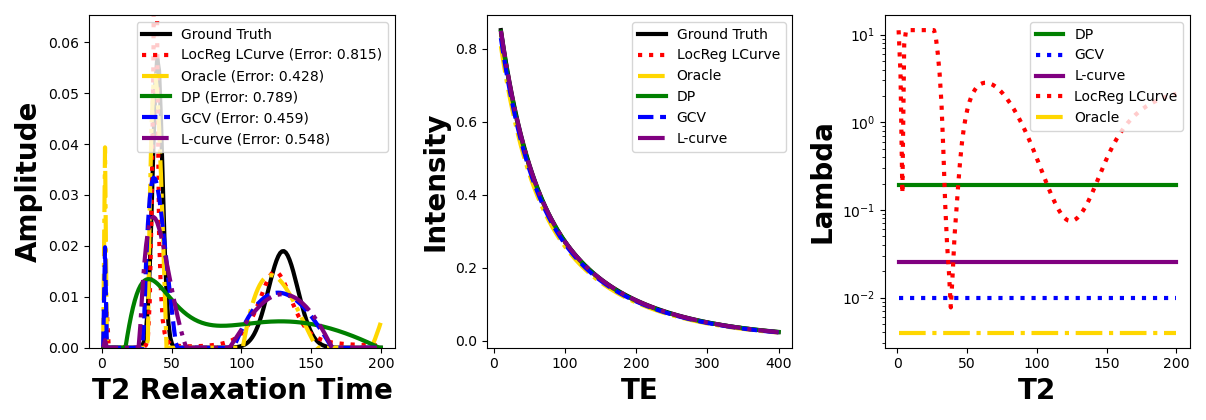 Amplitude
0.06
0.05
0.04
0.03
0.02
0.01
0.00
Ground Truth
LocReg LCurve (Error: 0.815)
Oracle (Error: 0.428)
DP (Error: 0.789)
GCV (Error: 0.459)
L-curve (Error: 0.548)
0 50 100 150 200
T2 Relaxation Time
Intensity
0.8
0.6
0.4
0.2
0.0
Ground Truth
LocReg LCurve
Oracle
DP
GCV
L-curve
0 100 200 300 400
TE
Lambda
10¹
10⁰
10⁻¹
10⁻²
DP
GCV
L-curve
LocReg LCurve
Oracle
0 50 100 150 200
T2